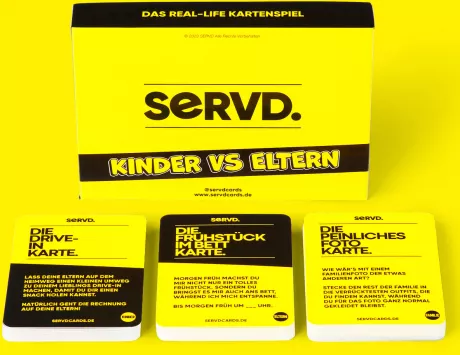 DAS REAL-LIFE KARTENSPIEL
SERVD.
KINDER VS ELTERN
@servdcards
www.servdcards.de
SERVD.
DIE
DRIVE-
IN
KARTE.
LASS DEINE ELTERN AUF DEM
HEIMWEG EINEN KLEINEN UMWEG
ZU DEINEM LIEBLINGS DRIVE-IN
MACHEN, DAMIT DU DIR EINEN
SNACK HOLEN KANNST.
NATÜRLICH GEHT DIE RECHNUNG
AUF DEINE ELTERN!
SERVDCARDS.DE
KINDER
SERVD.
DIE
FRÜHSTÜCK
IM BETT
KARTE.
MORGEN FRÜH MACHST DU
MIR NICHT NUR EIN TOLLES
FRÜHSTÜCK, SONDERN DU
BRINGST ES MIR AUCH ANS BETT,
WÄHREND ICH MICH ENTSPANNE.
BIS MORGEN FRÜH UM ___ UHR.
SERVDCARDS.DE
ELTERN
SERVD.
DIE
PEINLICHES
FOTO
KARTE.
WIE WÄR'S MIT EINEM
FAMILIENFOTO DER ETWAS
ANDEREN ART?
STECKE DEN REST DER FAMILIE IN
DIE VERRÜCKTESTEN OUTFITS, DIE
DU FINDEN KANNST, WÄHREND
DU FÜR DAS FOTO GANZ NORMAL
GEKLEIDET BLEIBST.
SERVDCARDS.DE
FAMILIE